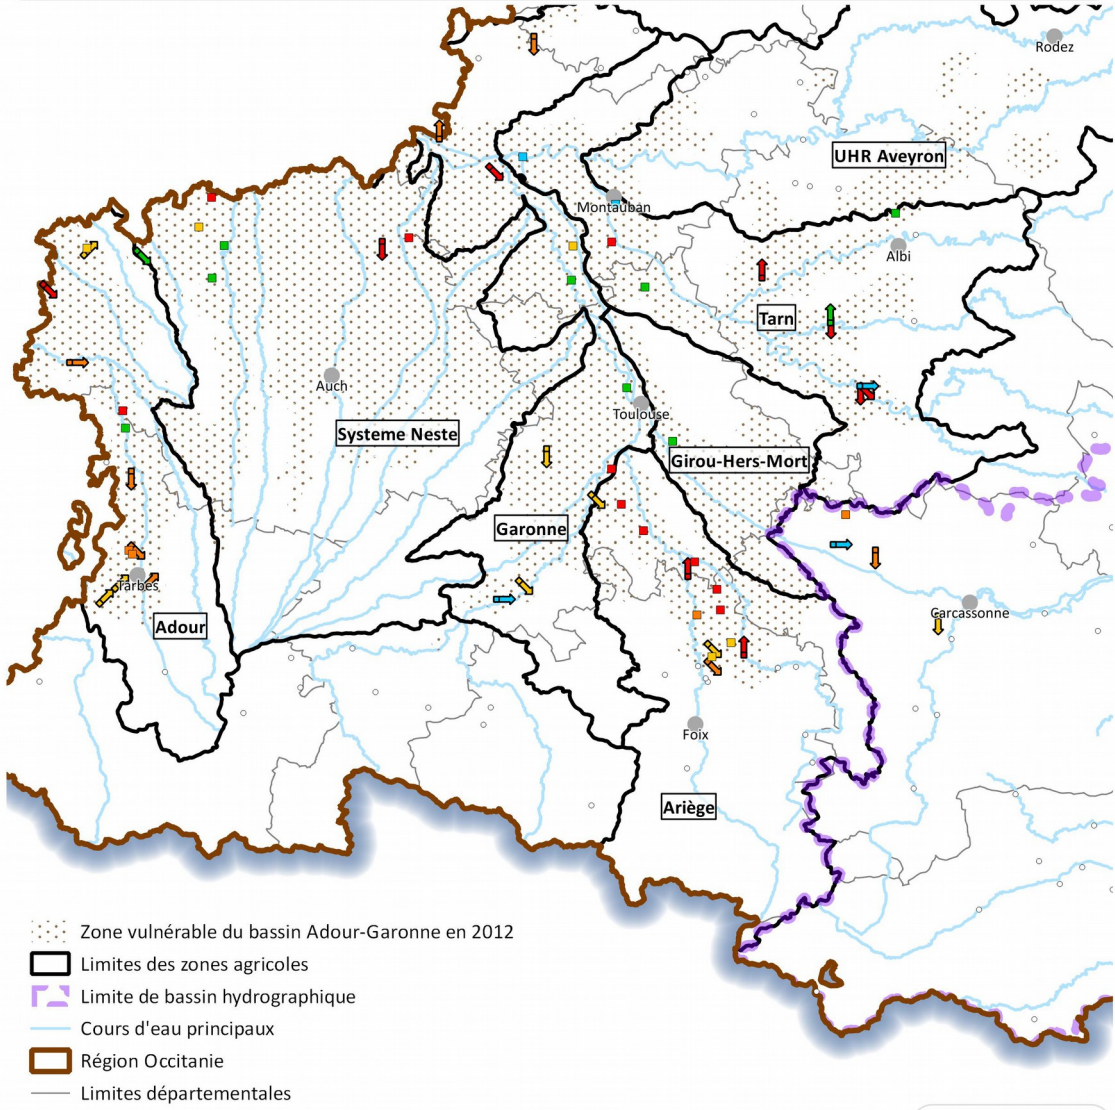 Rodez
UHR Aveyron
Montauban
Albi
Tarn
Auch
Toulouse
Systeme Neste
Girou-Hers-Mort
Garonne
Tarbes
Carcassonne
Adour
Foix
Ariège
Zone vulnérable du bassin Adour-Garonne en 2012
Limites des zones agricoles
Limite de bassin hydrographique
Cours d'eau principaux
Région Occitanie
Limites départementales